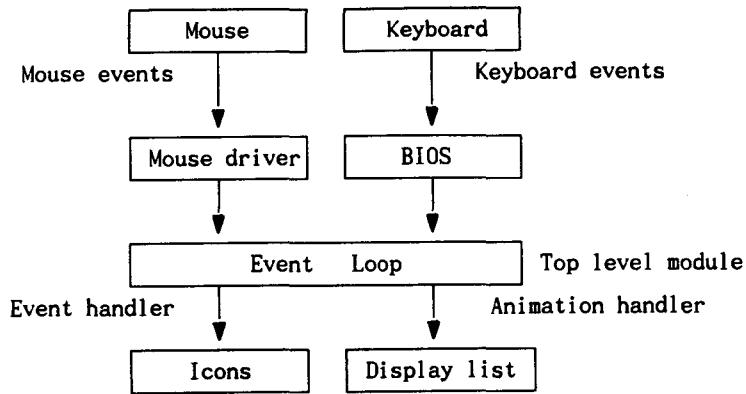 Mouse
Keyboard
Mouse events
Keyboard events
Mouse driver
BIOS
Event Loop
Top level module
Event handler
Animation handler
Icons
Display list